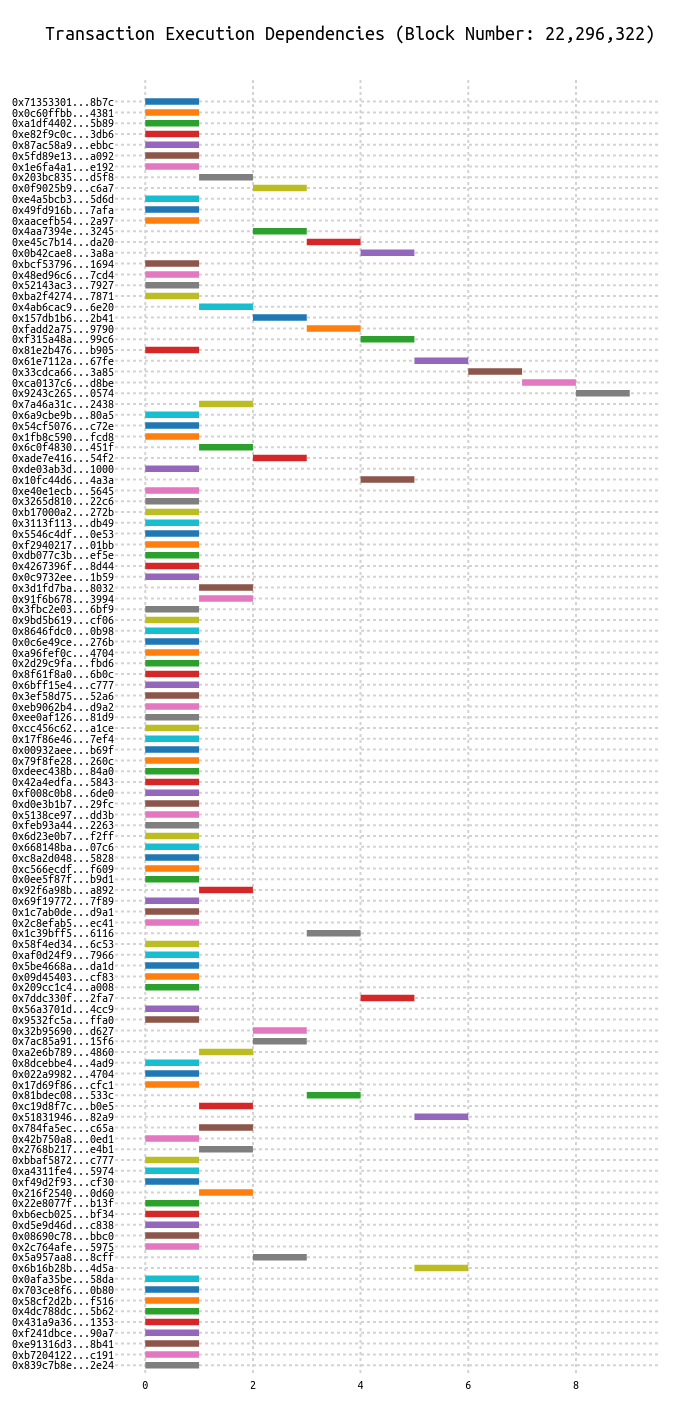 Transaction Execution Dependencies (Block Number: 22,296,322)
0x71353301...8b7c
0x0c60ffbb...4381
0xa1df4402...5b89
0xe82f9c0c...3db6
0x87ac58a9...ebbc
0x5fd89e13...a092
0x1e6fa4a1...e192
0x203bc835...d5f8
0x0f9025b9...c6a7
0xe4a5bcb3...5d6d
0x49fd916b...7afa
0xaacefb54...2a97
0x4aa7394e...3245
0xe45c7b14...da20
0x0b42cae8...3a8a
0xbcf53796...1694
0x48ed96c6...7cd4
0x52143ac3...7927
0xba2f4274...7871
0x4ab6cac9...6e20
0x157db1b6...2b41
0xfadd2a75...9790
0xf315a48a...99c6
0x81e2b476...b905
0x61e7112a...67fe
0x33cdca66...3a85
0xca0137c6...d8be
0x9243c265...0574
0x7a46a31c...2438
0x6a9cbe9b...80a5
0x54cf5076...c72e
0x1fb8c590...fcd8
0x6c0f4830...451f
0xade7e416...54f2
0xde03ab3d...1000
0x10fc44d6...4a3a
0xe40e1ecb...5645
0x3265d810...22c6
0xb17000a2...272b
0x3113f113...db49
0x5546c4df...0e53
0xf2940217...01bb
0xdb077c3b...ef5e
0x4267396f...8d44
0x0c9732ee...1b59
0x3d1fd7ba...8032
0x91f6b678...3994
0x3fbc2e03...6bf9
0x9bd5b619...cf06
0x8646fdc0...0b98
0x0c6e49ce...276b
0xa96fef0c...4704
0x2d29c9fa...fbd6
0x8f61f8a0...6b0c
0x6bff15e4...c777
0x3ef58d75...52a6
0xeb9062b4...d9a2
0xee0af126...81d9
0xcc456c62...a1ce
0x17f86e46...7ef4
0x00932aee...b69f
0x79f8fe28...260c
0xdeec438b...84a0
0x42a4edfa...5843
0xf008c0b8...6de0
0xd0e3b1b7...29fc
0x5138ce97...dd3b
0xfeb93a44...2263
0x6d23e0b7...f2ff
0x668148ba...07c6
0xc8a2d048...5828
0xc566ecdf...f609
0x0ee5f87f...b9d1
0x92f6a98b...a892
0x69f19772...7f89
0x1c7ab0de...d9a1
0x2c8efab5...ec41
0x1c39bff5...6116
0x58f4ed34...6c53
0xaf0d24f9...7966
0x5be4668a...da1d
0x09d45403...cf83
0x209cc1c4...a008
0x7ddc330f...2fa7
0x56a3701d...4cc9
0x9532fc5a...ffa0
0x32b95690...d627
0x7ac85a91...15f6
0xa2e6b789...4860
0x8dcebbe4...4ad9
0x022a9982...4704
0x17d69f86...cfc1
0x81bdec08...533c
0xc19d8f7c...b0e5
0x51831946...82a9
0x784fa5ec...c65a
0x42b750a8...0ed1
0x2768b217...e4b1
0xbbaf5872...c777
0xa4311fe4...5974
0xf49d2f93...cf30
0x216f2540...0d60
0x22e8077f...b13f
0xb6ecb025...bf34
0xd5e9d46d...c838
0x08690c78...bbc0
0x2c764afe...5975
0x5a957aa8...8cff
0x6b16b28b...4d5a
0x0afa35be...58da
0x703ce8f6...0b80
0x58cf2d2b...f516
0x4dc788dc...5b62
0x431a9a36...1353
0xf241dbce...90a7
0xe91316d3...8b41
0xb7204122...c191
0x839c7b8e...2e24
0 2 4 6 8